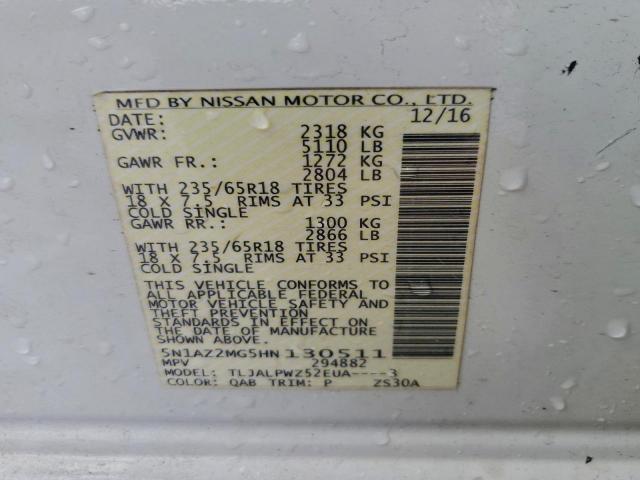 MFD BY NISSAN MOTOR CO., LTD.
DATE: 12/16
GVWR: 2318 KG
5110 LB
GAWR FR.: 1272 KG
2804 LB
WITH 235/65R18 TIRES
18 X 7.5 RIMS AT 33 PSI
COLD SINGLE
GAWR RR.: 1300 KG
2866 LB
WITH 235/65R18 TIRES
18 X 7.5 RIMS AT 33 PSI
COLD SINGLE
THIS VEHICLE CONFORMS TO
ALL APPLICABLE FEDERAL
MOTOR VEHICLE SAFETY AND
THEFT PREVENTION
STANDARDS IN EFFECT ON
THE DATE OF MANUFACTURE
SHOWN ABOVE.
5N1AZ2MG5HN130511
MPV 294882
MODEL: TLJALPWZ52EUA----3
COLOR: QAB TRIM: P ZS30A